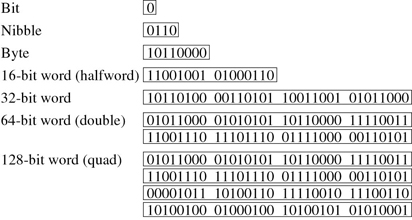 Bit 0
Nibble 0110
Byte 10110000
16-bit word (halfword) 11001001 01000110
32-bit word 10110100 00110101 10011001 01011000
64-bit word (double) 01011000 01010101 10110000 11110011
11001110 11101110 01111000 00110101
128-bit word (quad) 01011000 01010101 10110000 11110011
11001110 11101110 01111000 00110101
00001011 10100110 11110010 11100110
10100100 01000100 10100101 01010001